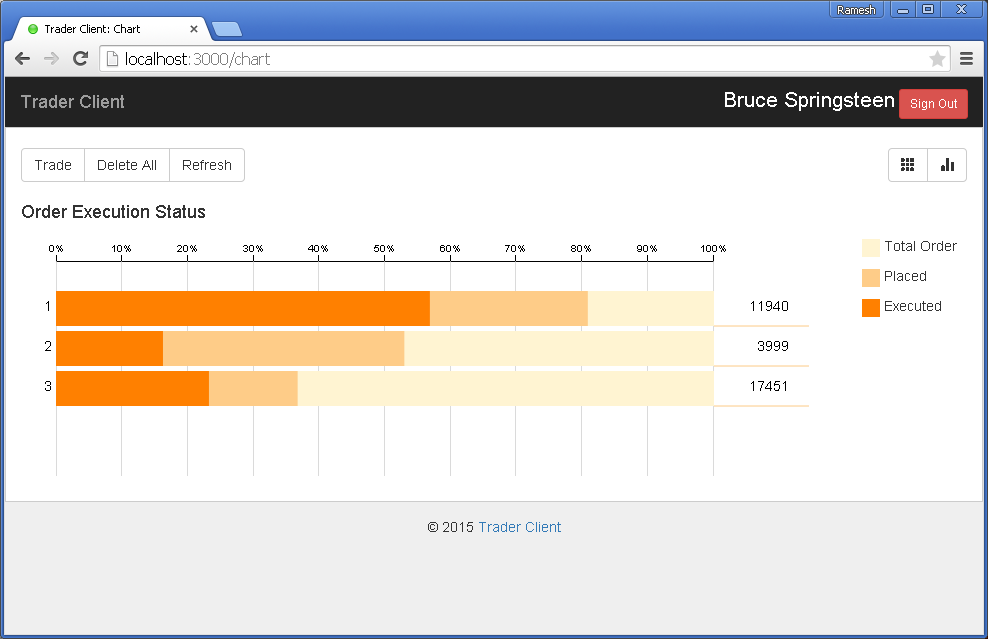 Ramesh
Trader Client: Chart
localhost:3000/chart
Trader Client
Bruce Springsteen Sign Out
Trade Delete All Refresh
Order Execution Status
0% 10% 20% 30% 40% 50% 60% 70% 80% 90% 100%
Total Order
Placed
Executed
1 11940
2 3999
3 17451
© 2015 Trader Client